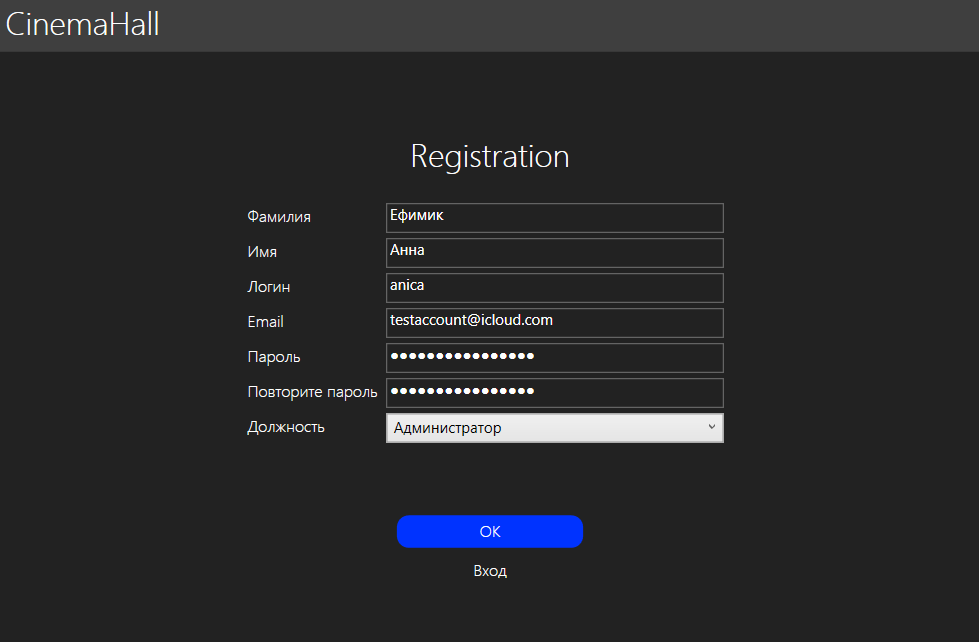 CinemaHall
Registration
Фамилия Ефимик
Имя Анна
Логин anica
Email testaccount@icloud.com
Пароль ●●●●●●●●●●●●●●●●
Повторите пароль ●●●●●●●●●●●●●●●●
Должность Администратор
OK
Вход